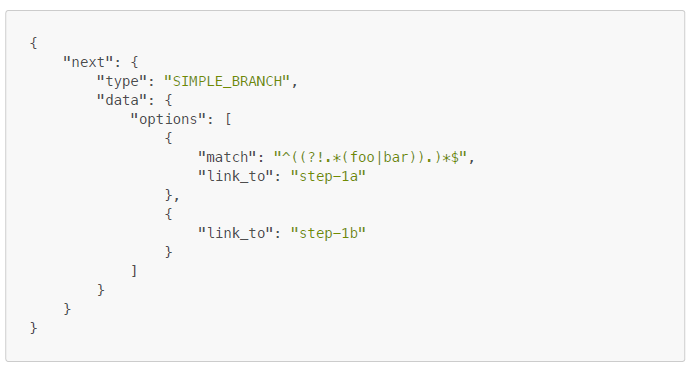 {
    "next": {
        "type": "SIMPLE_BRANCH",
        "data": {
            "options": [
                {
                    "match": "^((?!.*(foo|bar)).)*$",
                    "link_to": "step-1a"
                },
                {
                    "link_to": "step-1b"
                }
            ]
        }
    }
}